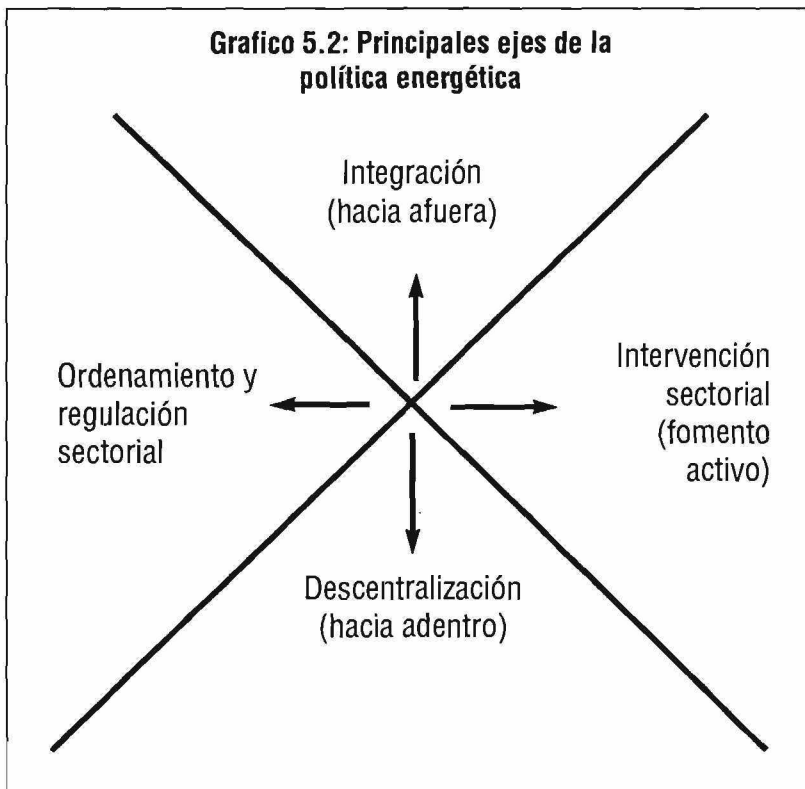 Grafico 5.2: Principales ejes de la
política energética
Integración
(hacia afuera)
Ordenamiento y
regulación
sectorial
Intervención
sectorial
(fomento
activo)
Descentralización
(hacia adentro)